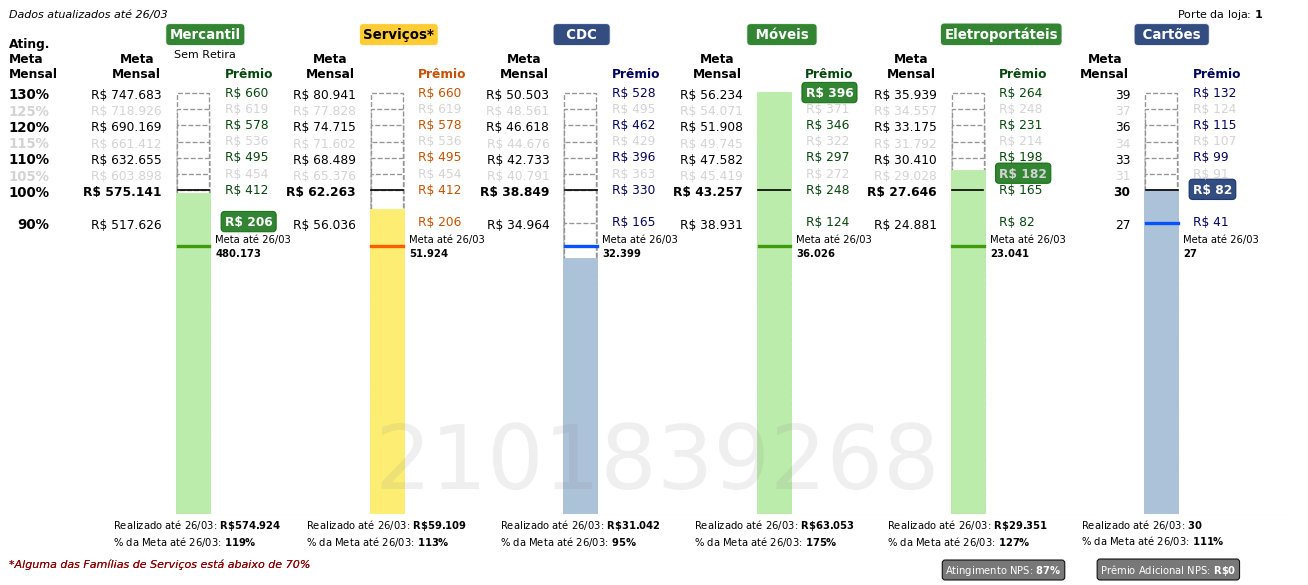 Dados atualizados até 26/03 Porte da loja: 1
Mercantil Serviços* CDC Móveis Eletroportáteis Cartões
Sem Retira
Ating. Meta Mensal Meta Mensal Prêmio Meta Mensal Prêmio Meta Mensal Prêmio Meta Mensal Prêmio Meta Mensal Prêmio Meta Mensal Prêmio
130% R$ 747.683 R$ 660 R$ 80.941 R$ 660 R$ 50.503 R$ 528 R$ 56.234 R$ 396 R$ 35.939 R$ 264 39 R$ 132
125% R$ 718.926 R$ 619 R$ 77.828 R$ 619 R$ 48.561 R$ 495 R$ 54.071 R$ 371 R$ 34.557 R$ 248 37 R$ 124
120% R$ 690.169 R$ 578 R$ 74.715 R$ 578 R$ 46.618 R$ 462 R$ 51.908 R$ 346 R$ 33.175 R$ 231 36 R$ 115
115% R$ 661.412 R$ 536 R$ 71.602 R$ 536 R$ 44.676 R$ 429 R$ 49.745 R$ 322 R$ 31.792 R$ 214 34 R$ 107
110% R$ 632.655 R$ 495 R$ 68.489 R$ 495 R$ 42.733 R$ 396 R$ 47.582 R$ 297 R$ 30.410 R$ 198 33 R$ 99
105% R$ 603.898 R$ 454 R$ 65.376 R$ 454 R$ 40.791 R$ 363 R$ 45.419 R$ 272 R$ 29.028 R$ 182 31 R$ 91
100% R$ 575.141 R$ 412 R$ 62.263 R$ 412 R$ 38.849 R$ 330 R$ 43.257 R$ 248 R$ 27.646 R$ 165 30 R$ 82
90% R$ 517.626 R$ 206 R$ 56.036 R$ 206 R$ 34.964 R$ 165 R$ 38.931 R$ 124 R$ 24.881 R$ 82 27 R$ 41
Meta até 26/03 Meta até 26/03 Meta até 26/03 Meta até 26/03 Meta até 26/03 Meta até 26/03
480.173 51.924 32.399 36.026 23.041 27
2101839268
Realizado até 26/03: R$574.924 Realizado até 26/03: R$59.109 Realizado até 26/03: R$31.042 Realizado até 26/03: R$63.053 Realizado até 26/03: R$29.351 Realizado até 26/03: 30
% da Meta até 26/03: 119% % da Meta até 26/03: 113% % da Meta até 26/03: 95% % da Meta até 26/03: 175% % da Meta até 26/03: 127% % da Meta até 26/03: 111%
*Alguma das Famílias de Serviços está abaixo de 70% Atingimento NPS: 87% Prêmio Adicional NPS: R$0